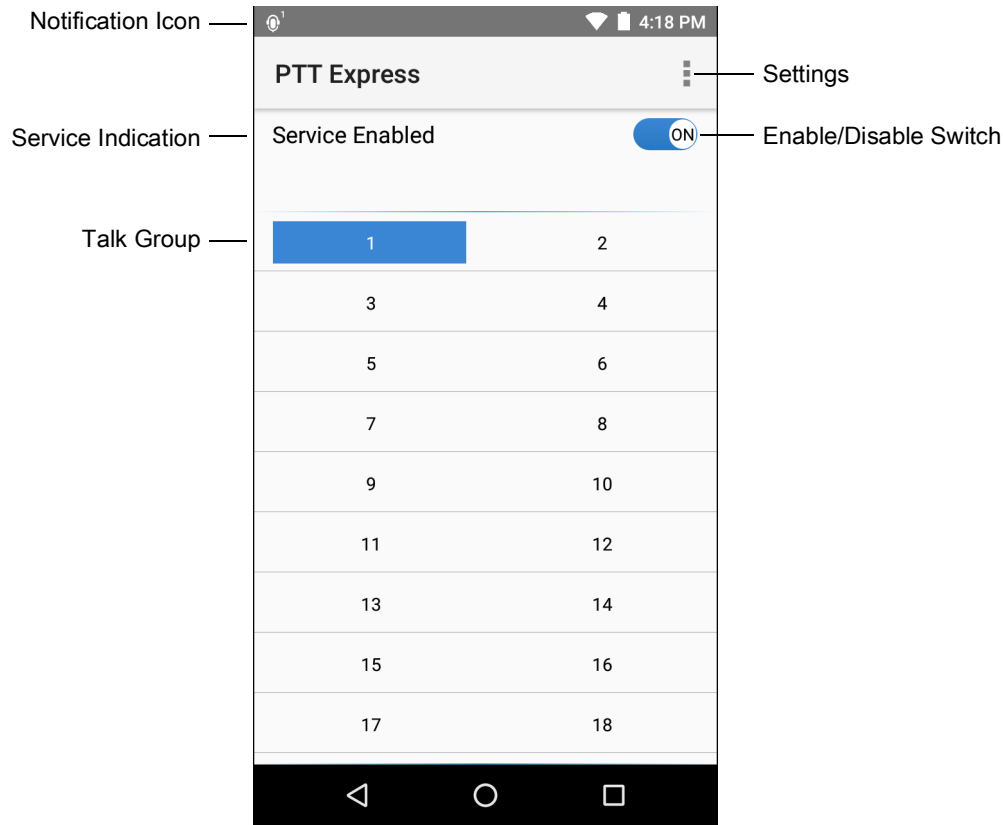 Notification Icon
1
4:18 PM
PTT Express
Settings
Service Indication
Service Enabled
ON
Enable/Disable Switch
Talk Group
1
2
3
4
5
6
7
8
9
10
11
12
13
14
15
16
17
18